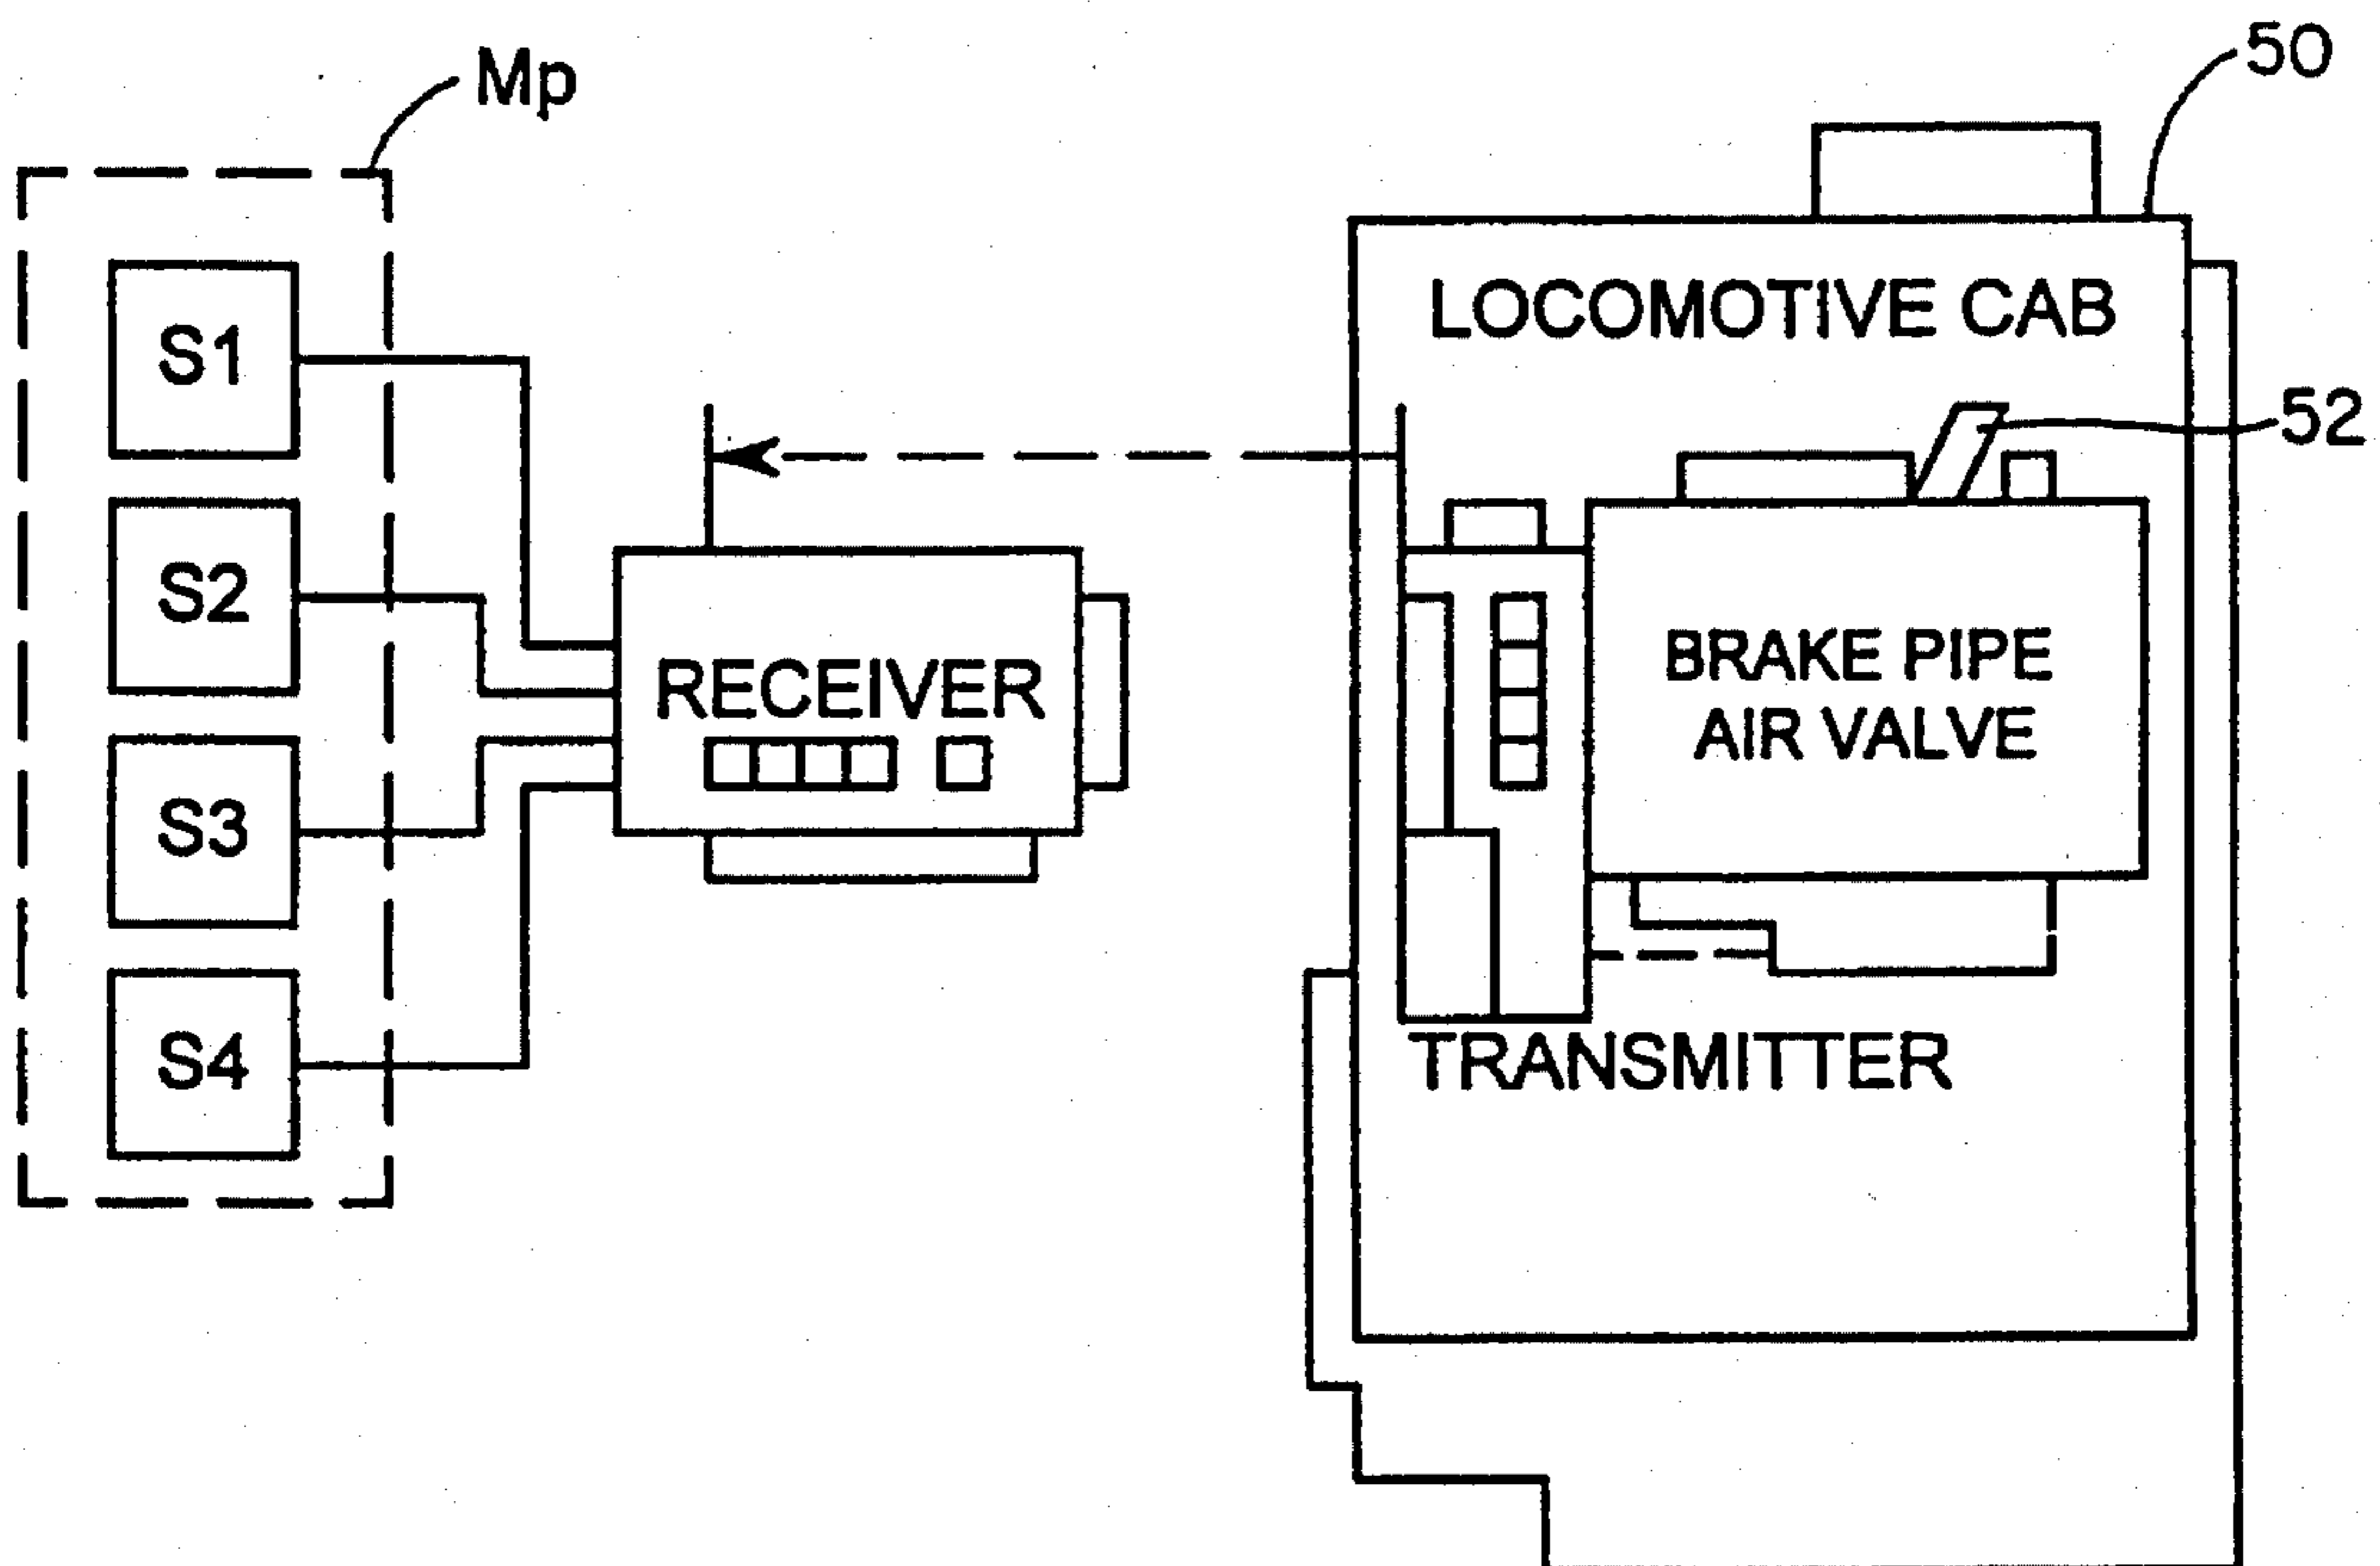 Mp
50
LOCOMOTIVE CAB
S1
52
S2
RECEIVER
BRAKE PIPE
AIR VALVE
S3
S4
TRANSMITTER